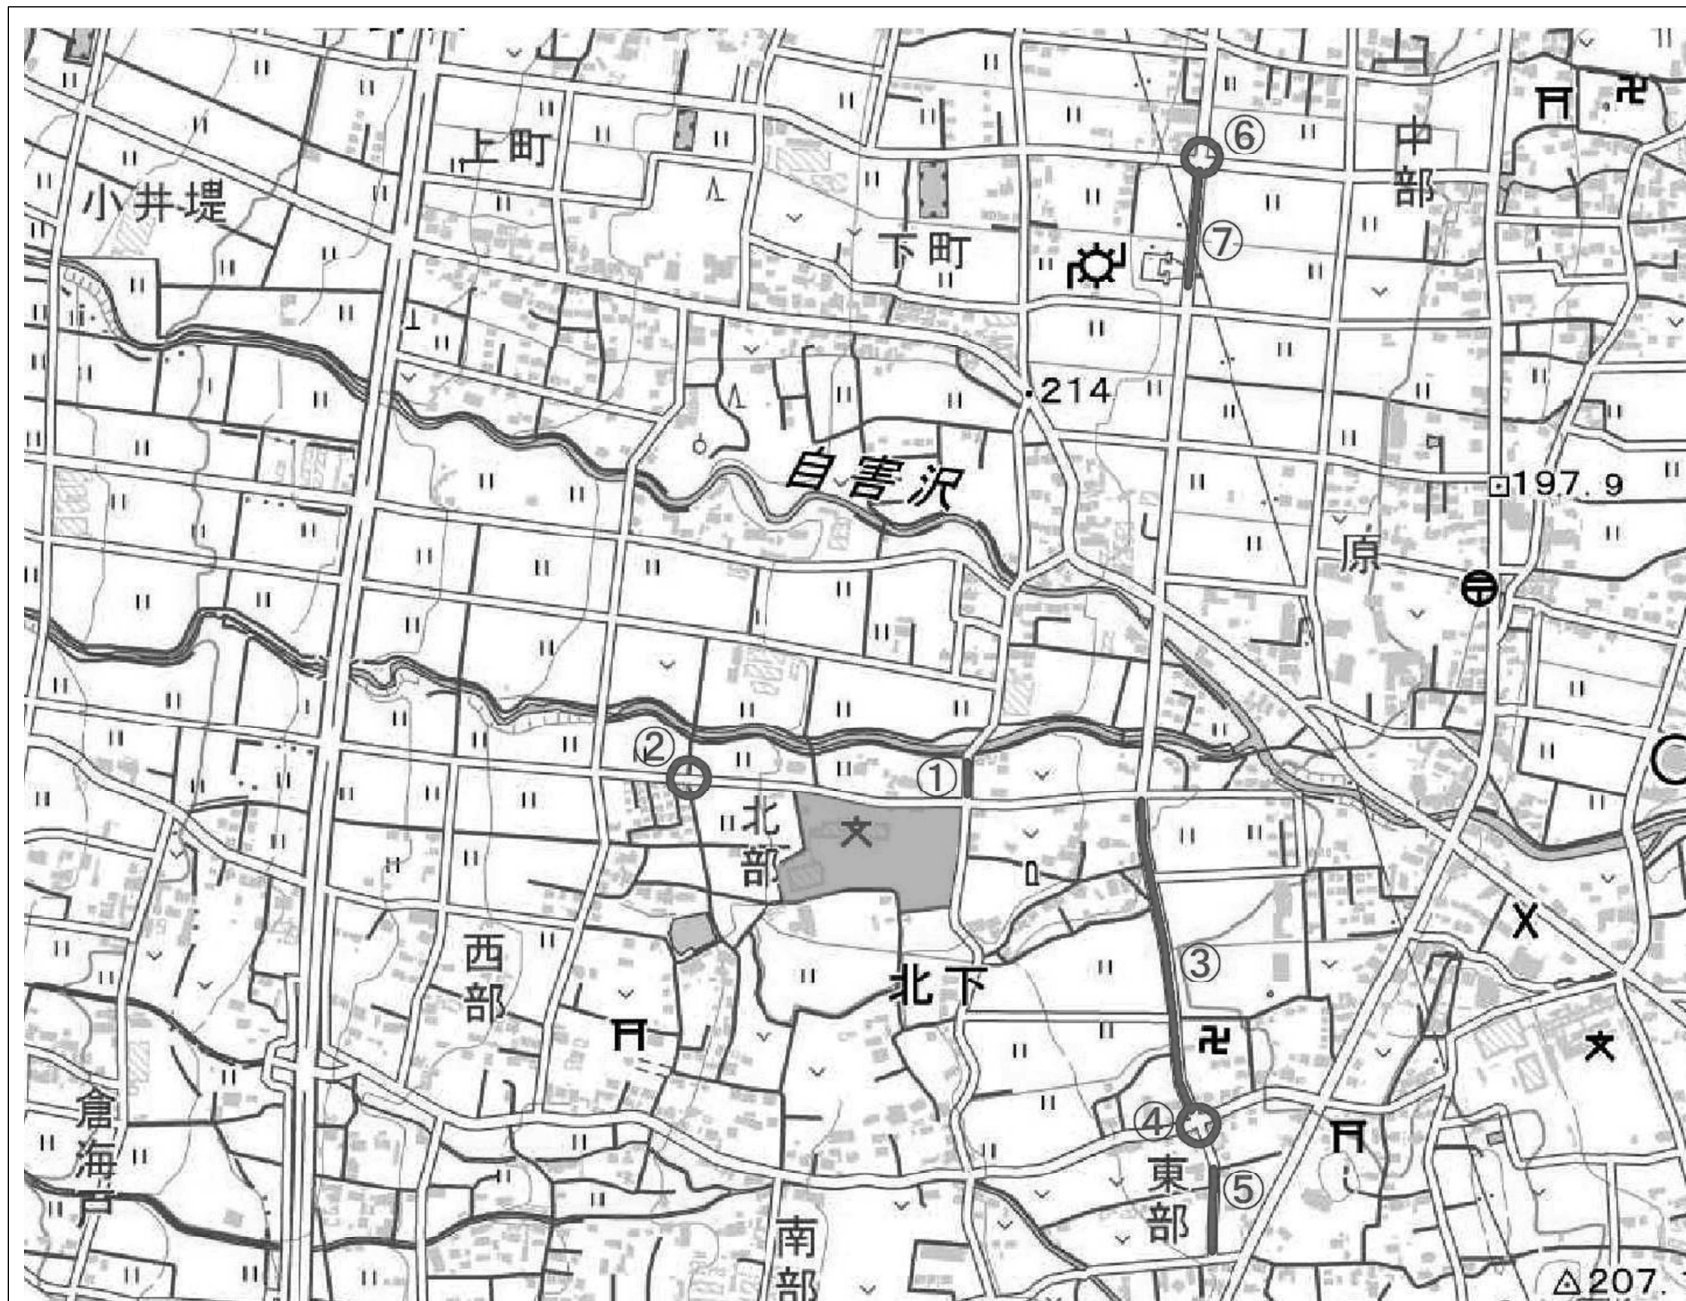 上町
小井堤
下町
中部
⑥
⑦
214
自害沢
197.9
原
②
①
北部
③
西部
北下
④
⑤
東部
倉海戸
南部
207.